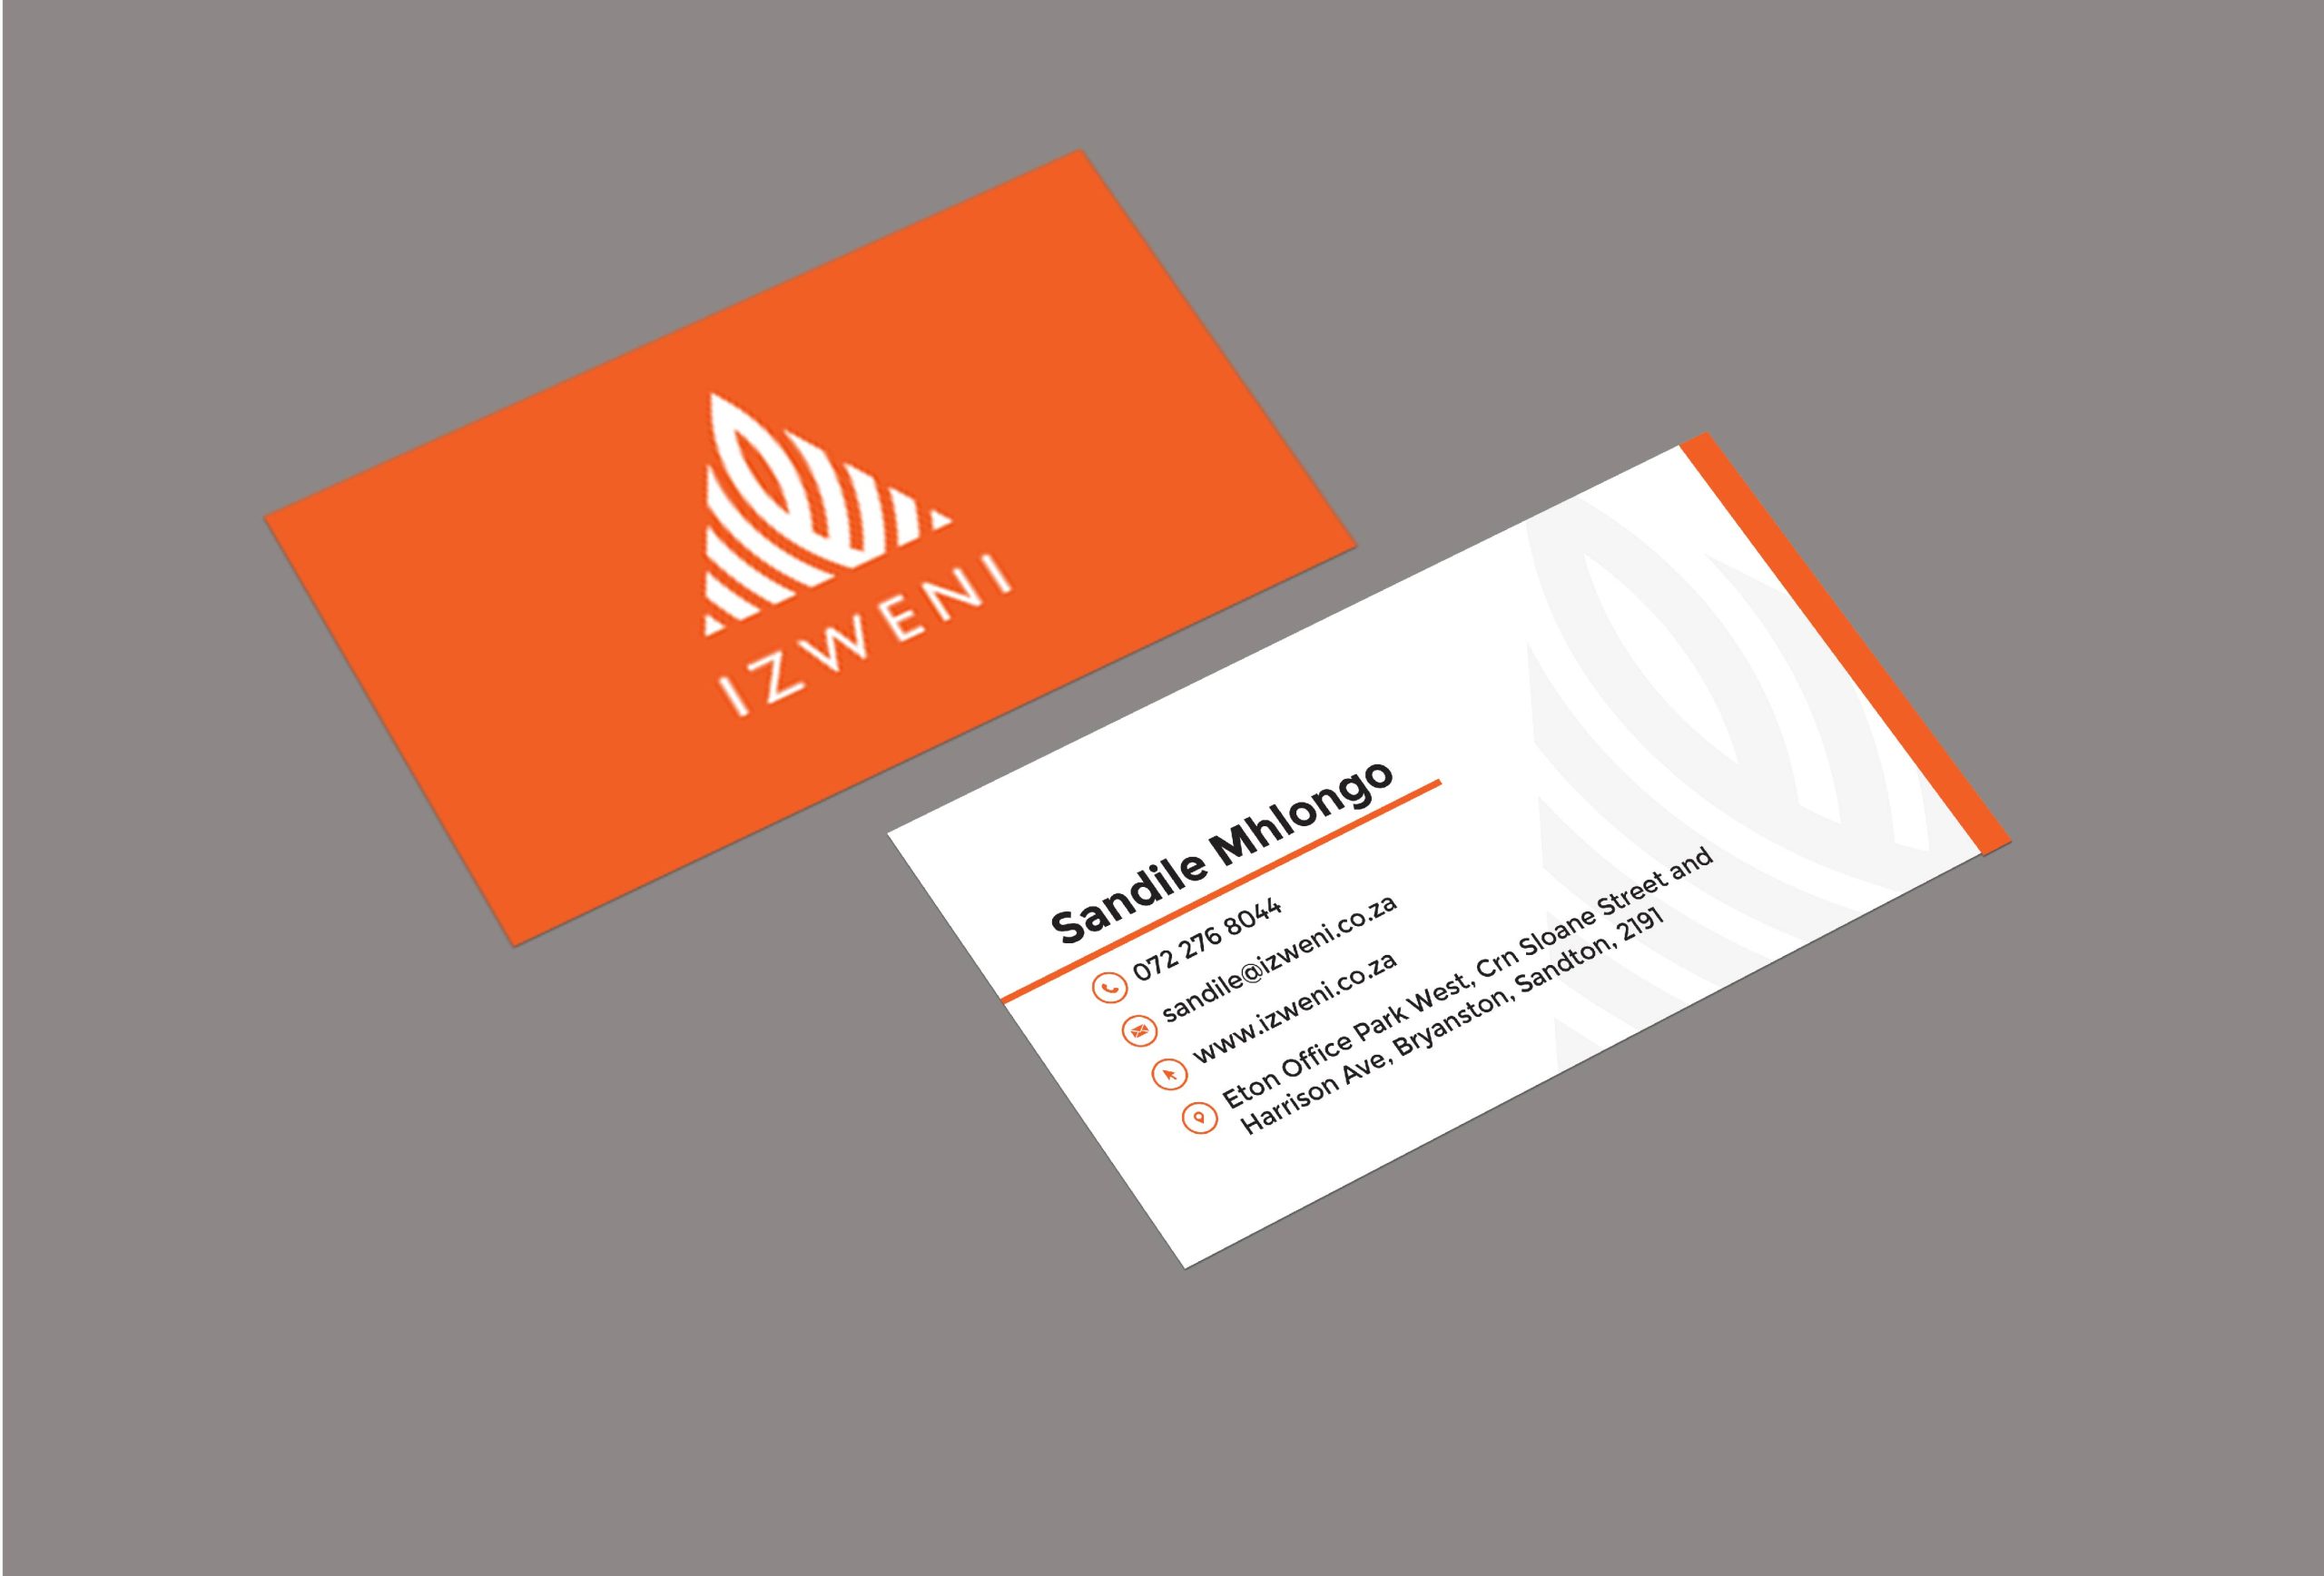 IZWENI
Sandile Mhlongo
072 276 8044
sandile@izweni.co.za
www.izweni.co.za
Eton Office Park West, Crn Sloane Street and
Harrison Ave, Bryanston, Sandton, 2191